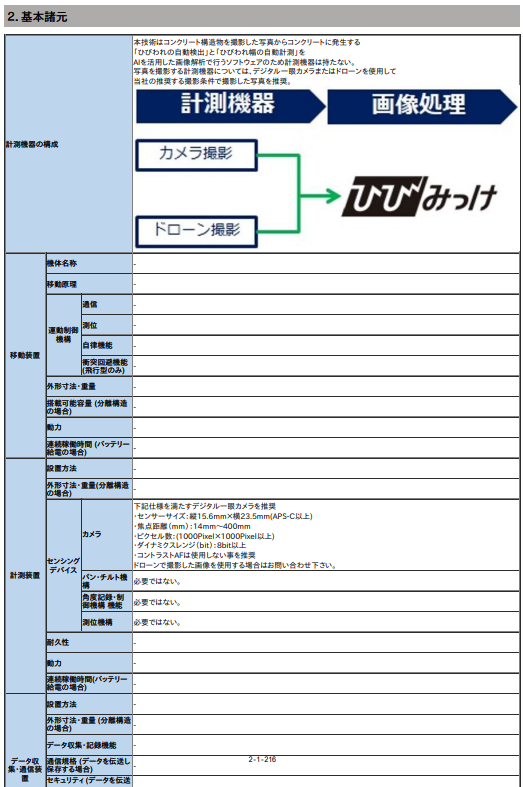 2. 基本諸元
計測機器の構成
本技術はコンクリート構造物を撮影した写真からコンクリートに発生する
「ひびわれの自動検出」と「ひびわれ幅の自動計測」を
AIを活用した画像解析で行うソフトウェアのため計測機器は持たない。
写真を撮影する計測機器については、デジタル一眼カメラまたはドローンを使用して
当社の推奨する撮影条件で撮影した写真を推奨。
計測機器
画像処理
カメラ撮影
ひびみっけ
ドローン撮影
移動装置
機体名称
-
移動原理
-
運動制御
機構
通信
-
測位
-
自律機能
-
衝突回避機能
(飛行型のみ)
-
外形寸法・重量
-
搭載可能容量 (分離構造
の場合)
-
動力
-
連続稼働時間 (バッテリー
給電の場合)
-
計測装置
設置方法
-
外形寸法・重量(分離構造
の場合)
-
センシング
デバイス
カメラ
下記仕様を満たすデジタル一眼カメラを推奨
・センサーサイズ:縦15.6mm×横23.5mm(APS-C以上)
・焦点距離(mm):14mm～400mm
・ピクセル数:(1000Pixel×1000Pixel以上)
・ダイナミクスレンジ(bit):8bit以上
・コントラストAFは使用しない事を推奨
ドローンで撮影した画像を使用する場合はお問い合わせ下さい。
パン・チルト機
構
必要ではない。
角度記録・制
御機構 機能
必要ではない。
測位機構
必要ではない。
耐久性
-
動力
-
連続稼働時間(バッテリー
給電の場合)
-
データ収
集・通信装
置
設置方法
-
外形寸法・重量 (分離構造
の場合)
-
データ収集・記録機能
-
通信規格 (データを伝送し
保存する場合)
-
2-1-216
セキュリティ (データを伝送